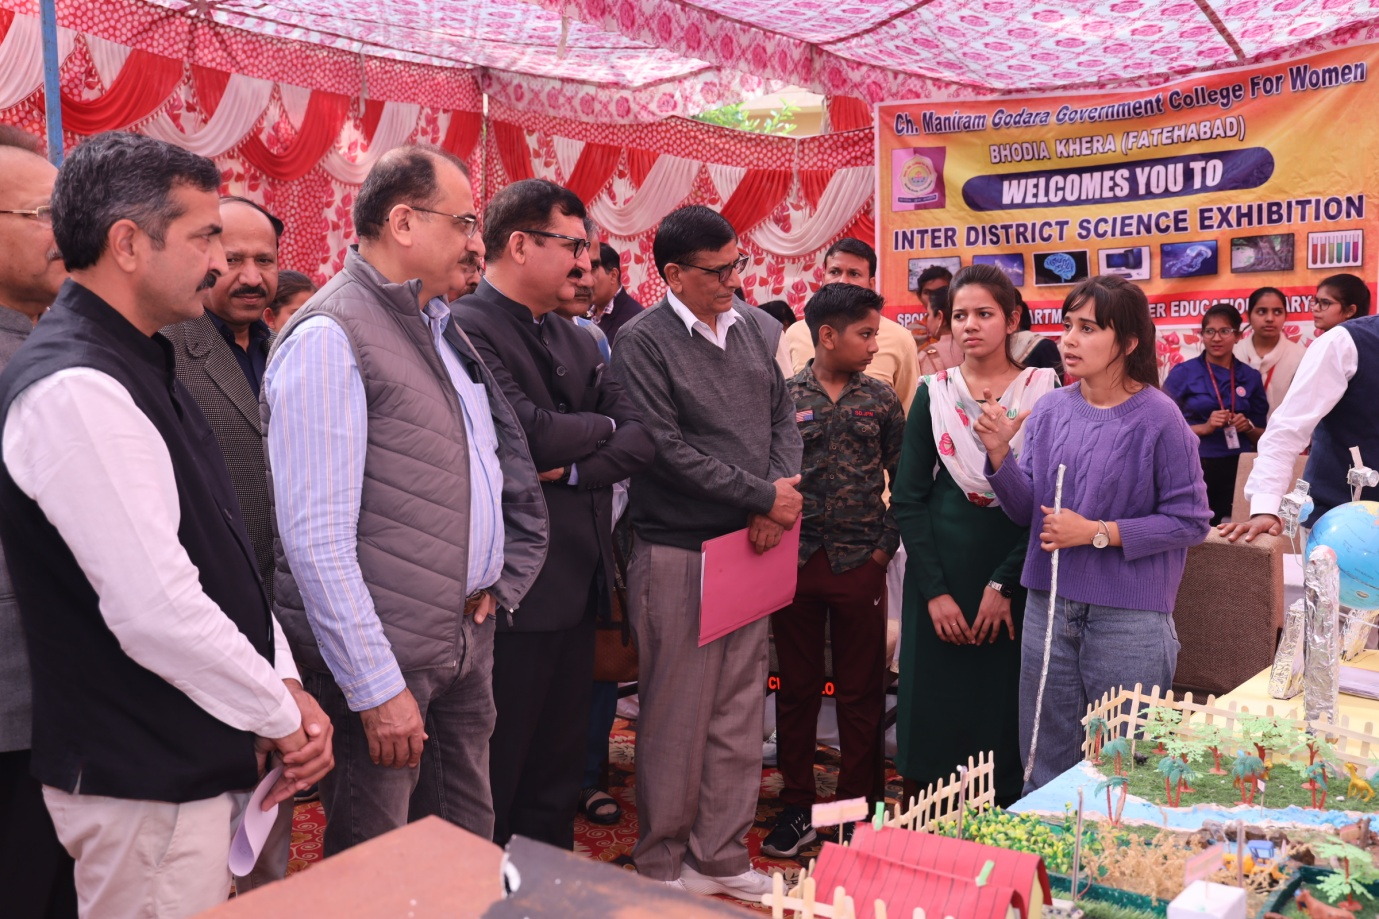 Ch. Maniram Godara Government College For Women
BHODIA KHERA (FATEHABAD)
WELCOMES YOU TO
INTER DISTRICT SCIENCE EXHIBITION